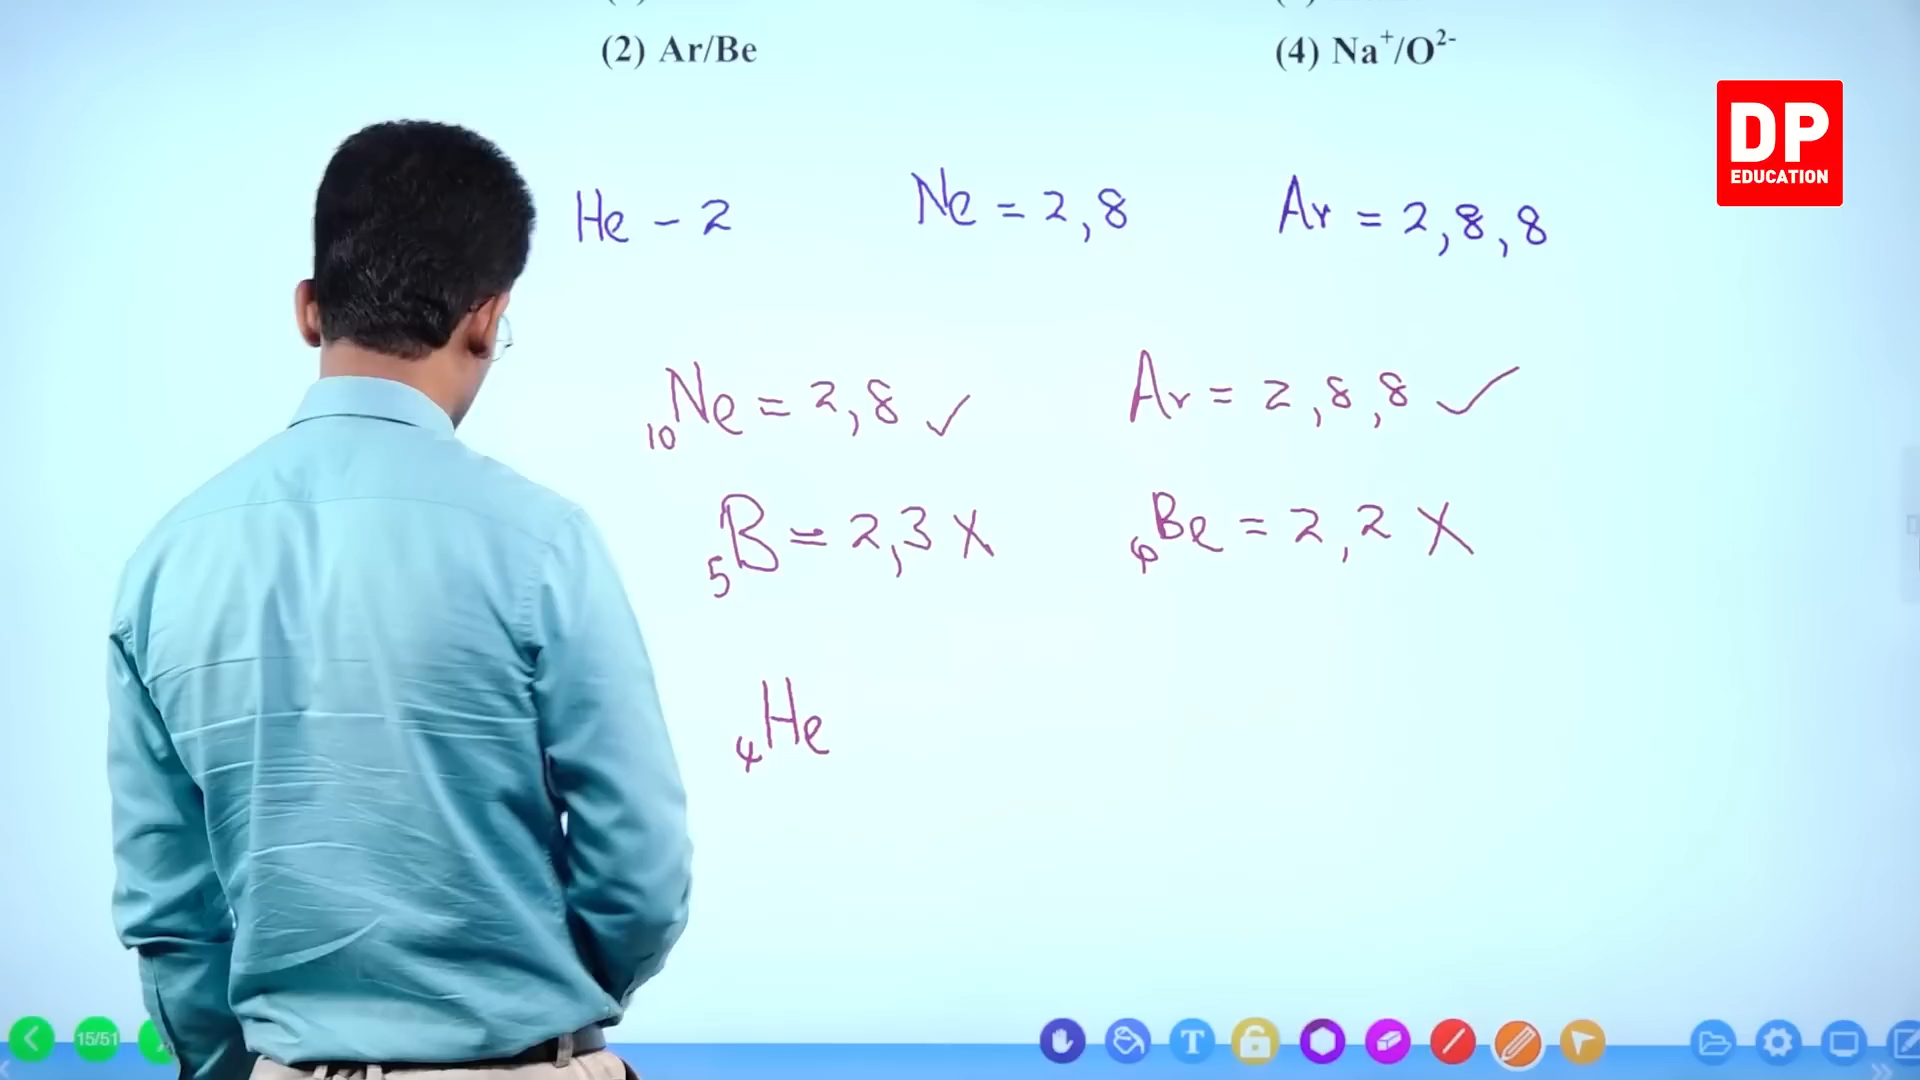 (2) Ar/Be
(4) Na⁺/O²⁻
DP
EDUCATION
He - 2
Ne = 2,8
Ar = 2,8,8
₁₀Ne = 2,8 ✓
Ar = 2,8,8 ✓
₅B = 2,3 X
₄Be = 2,2 X
₄He
15/51
T